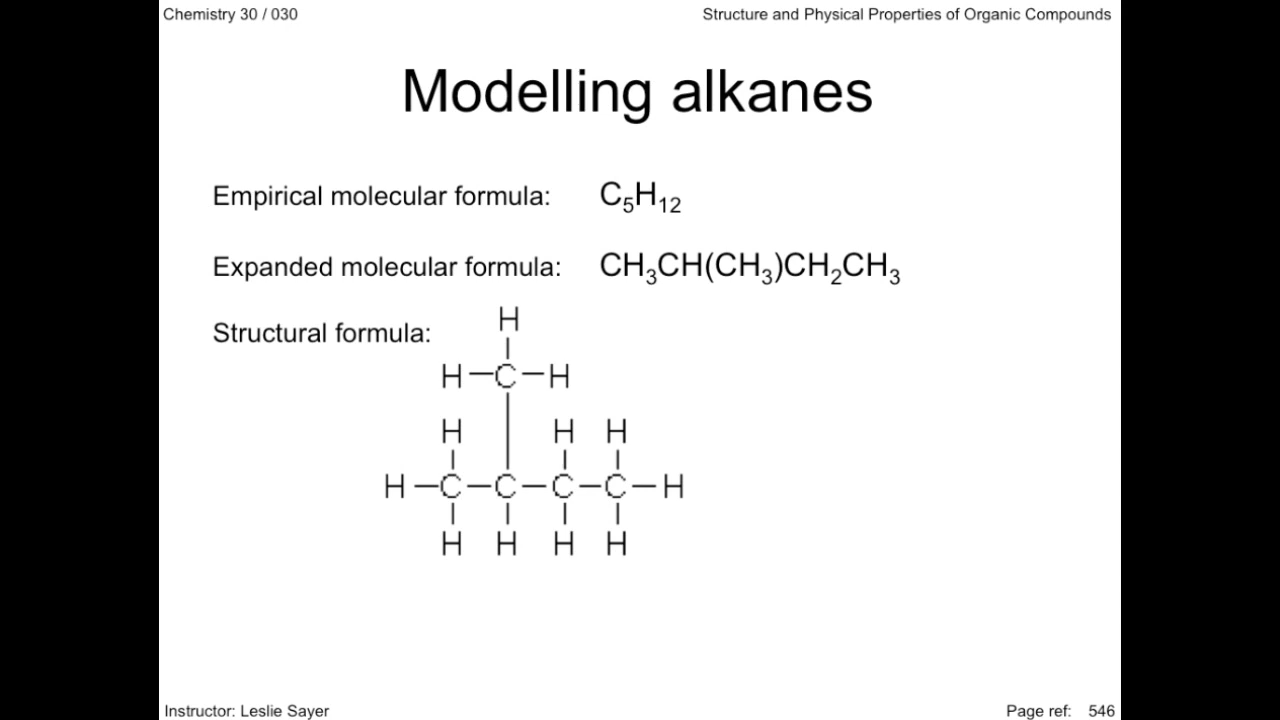 Chemistry 30 / 030
Structure and Physical Properties of Organic Compounds
Modelling alkanes
Empirical molecular formula: C₅H₁₂
Expanded molecular formula: CH₃CH(CH₃)CH₂CH₃
Structural formula:
H
H–C–H
H H H
H–C–C–C–C–H
H H H H
Instructor: Leslie Sayer
Page ref: 546